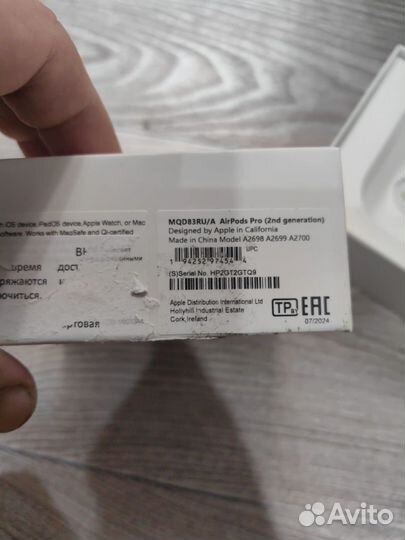 iOS device, iPadOS device, Apple Watch, or Mac
software. Works with MagSafe and Qi-certified
MQD83RU/A AirPods Pro (2nd generation)
Designed by Apple in California
Made in China Model A2698 A2699 A2700
UPC
(S)Serial No. HP2GT2GTQ9
Apple Distribution International Ltd
Hollyhill Industrial Estate
Cork, Ireland
EAC
07/2024
время дост
ряжаются и
ючиться.
рговая
Avito